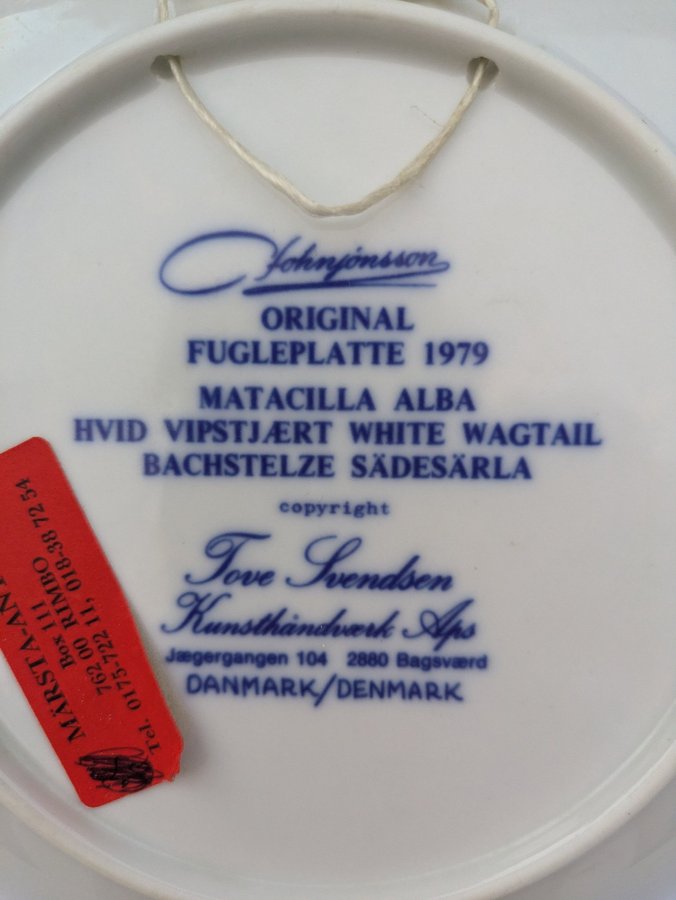 Johnjónsson
ORIGINAL
FUGLEPLATTE 1979
MATACILLA ALBA
HVID VIPSTJÆRT WHITE WAGTAIL
BACHSTELZE SÄDESÄRLA
copyright
Tove Svendsen
Kunsthåndværk Aps
Jægergangen 104 2880 Bagsværd
DANMARK/DENMARK
Box 111
762 00 RIMBO
Tel. 0175-722 11, 018-38 72 54